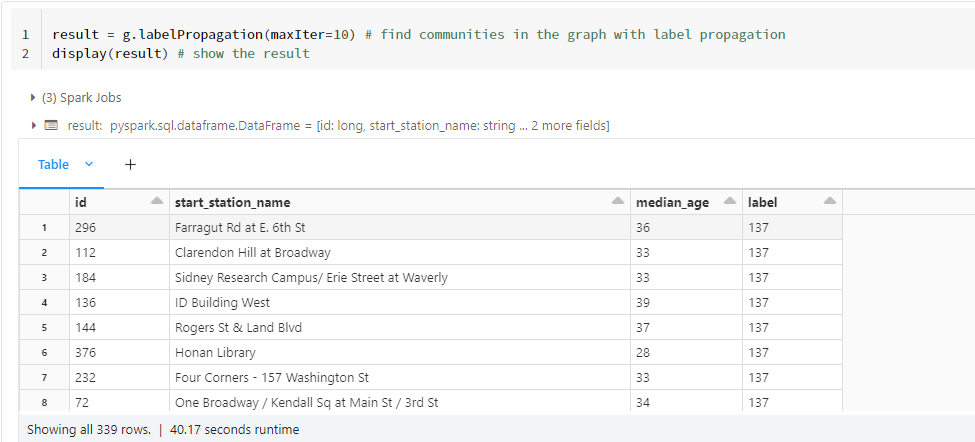 1 result = g.labelPropagation(maxIter=10) # find communities in the graph with label propagation
2 display(result) # show the result
(3) Spark Jobs
result: pyspark.sql.dataframe.DataFrame = [id: long, start_station_name: string ... 2 more fields]
Table +
id start_station_name median_age label
1 296 Farragut Rd at E. 6th St 36 137
2 112 Clarendon Hill at Broadway 33 137
3 184 Sidney Research Campus/ Erie Street at Waverly 33 137
4 136 ID Building West 39 137
5 144 Rogers St & Land Blvd 37 137
6 376 Honan Library 28 137
7 232 Four Corners - 157 Washington St 33 137
8 72 One Broadway / Kendall Sq at Main St / 3rd St 34 137
Showing all 339 rows. | 40.17 seconds runtime